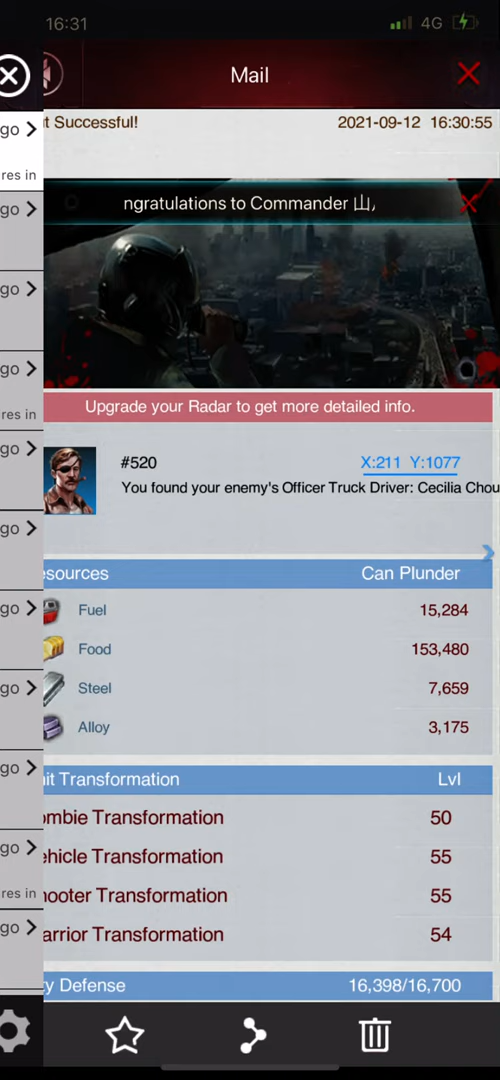 16:31
4G
Mail
go
t Successful!
2021-09-12 16:30:55
res in
go
ngratulations to Commander 山
go
go
Upgrade your Radar to get more detailed info.
res in
go
#520
X:211 Y:1077
You found your enemy's Officer Truck Driver: Cecilia Chou
go
esources
Can Plunder
go
Fuel
15,284
Food
153,480
go
Steel
7,659
Alloy
3,175
go
it Transformation
Lvl
ombie Transformation
50
go
ehicle Transformation
55
res in
hooter Transformation
55
go
arrior Transformation
54
y Defense
16,398/16,700